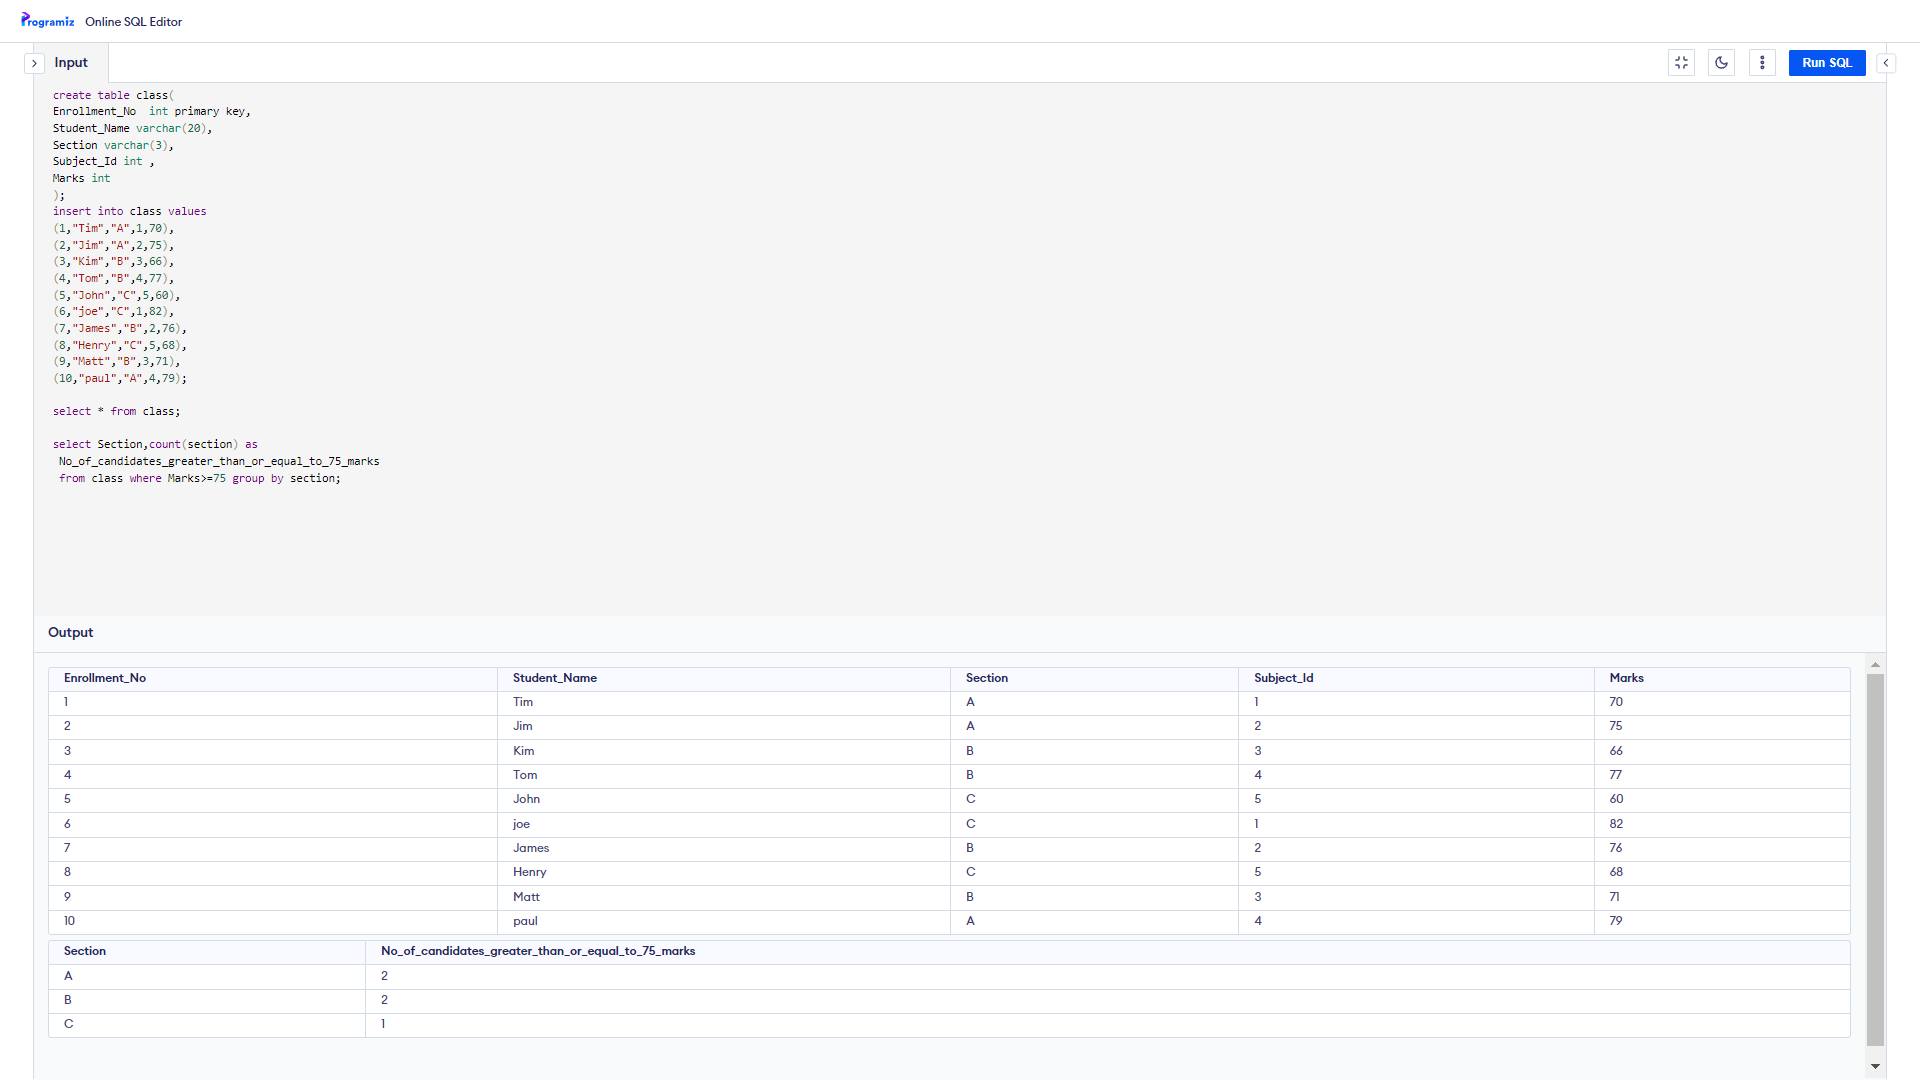 Programiz Online SQL Editor
Input
Run SQL
create table class(
Enrollment_No  int primary key,
Student_Name varchar(20),
Section varchar(3),
Subject_Id int ,
Marks int
);
insert into class values
(1,"Tim","A",1,70),
(2,"Jim","A",2,75),
(3,"Kim","B",3,66),
(4,"Tom","B",4,77),
(5,"John","C",5,60),
(6,"joe","C",1,82),
(7,"James","B",2,76),
(8,"Henry","C",5,68),
(9,"Matt","B",3,71),
(10,"paul","A",4,79);
select * from class;
select Section,count(section) as
No_of_candidates_greater_than_or_equal_to_75_marks
from class where Marks>=75 group by section;
Output
Enrollment_No Student_Name Section Subject_Id Marks
1 Tim A 1 70
2 Jim A 2 75
3 Kim B 3 66
4 Tom B 4 77
5 John C 5 60
6 joe C 1 82
7 James B 2 76
8 Henry C 5 68
9 Matt B 3 71
10 paul A 4 79
Section No_of_candidates_greater_than_or_equal_to_75_marks
A 2
B 2
C 1